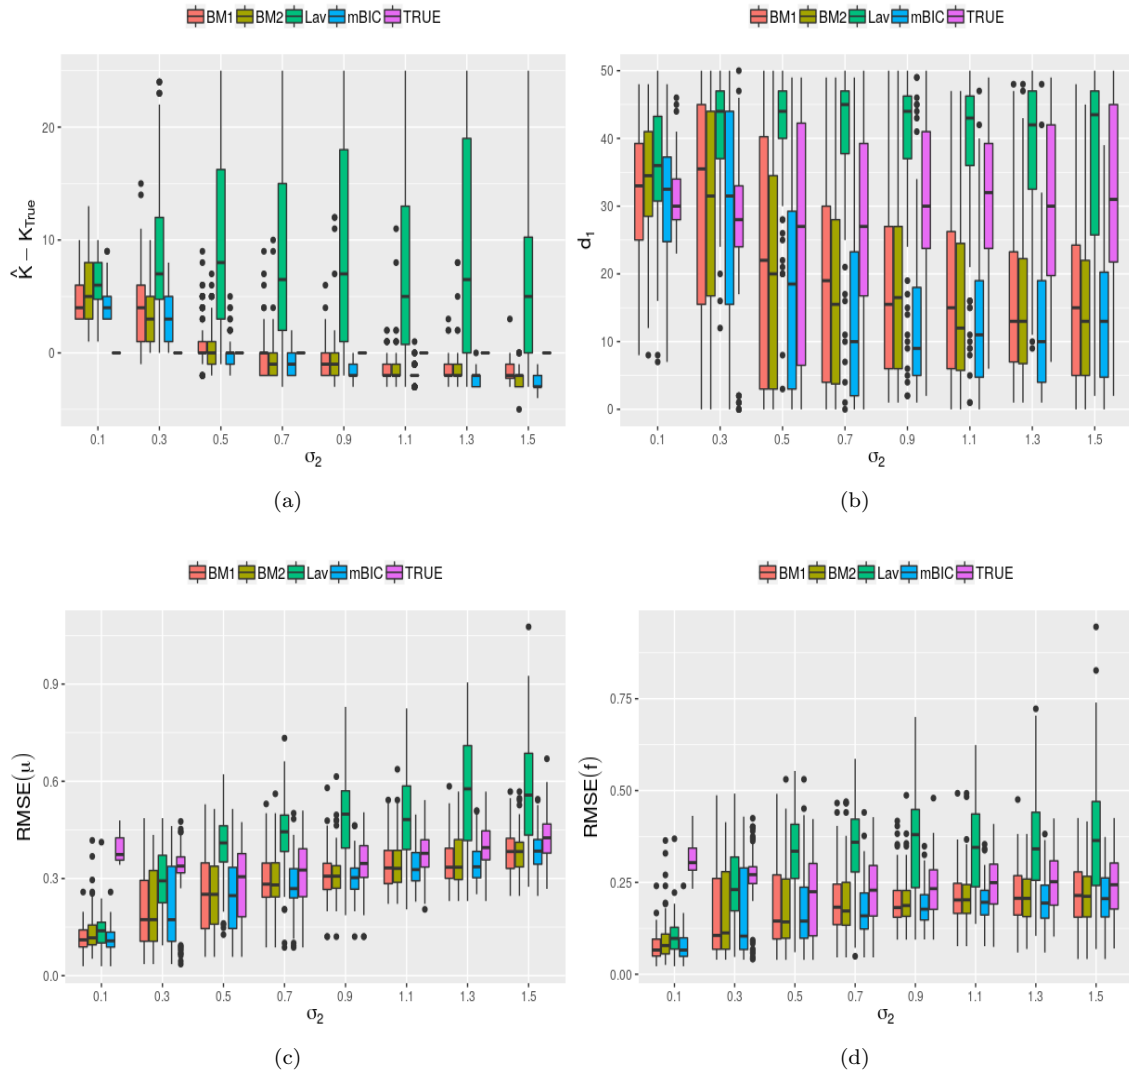 BM1 BM2 Lav mBIC TRUE
K̂ − K_True
20
10
0
0.1 0.3 0.5 0.7 0.9 1.1 1.3 1.5
σ₂
(a)
BM1 BM2 Lav mBIC TRUE
d₁
50
40
30
20
10
0
0.1 0.3 0.5 0.7 0.9 1.1 1.3 1.5
σ₂
(b)
BM1 BM2 Lav mBIC TRUE
RMSE(μ)
0.9
0.6
0.3
0.0
0.1 0.3 0.5 0.7 0.9 1.1 1.3 1.5
σ₂
(c)
BM1 BM2 Lav mBIC TRUE
RMSE(f)
0.75
0.50
0.25
0.00
0.1 0.3 0.5 0.7 0.9 1.1 1.3 1.5
σ₂
(d)